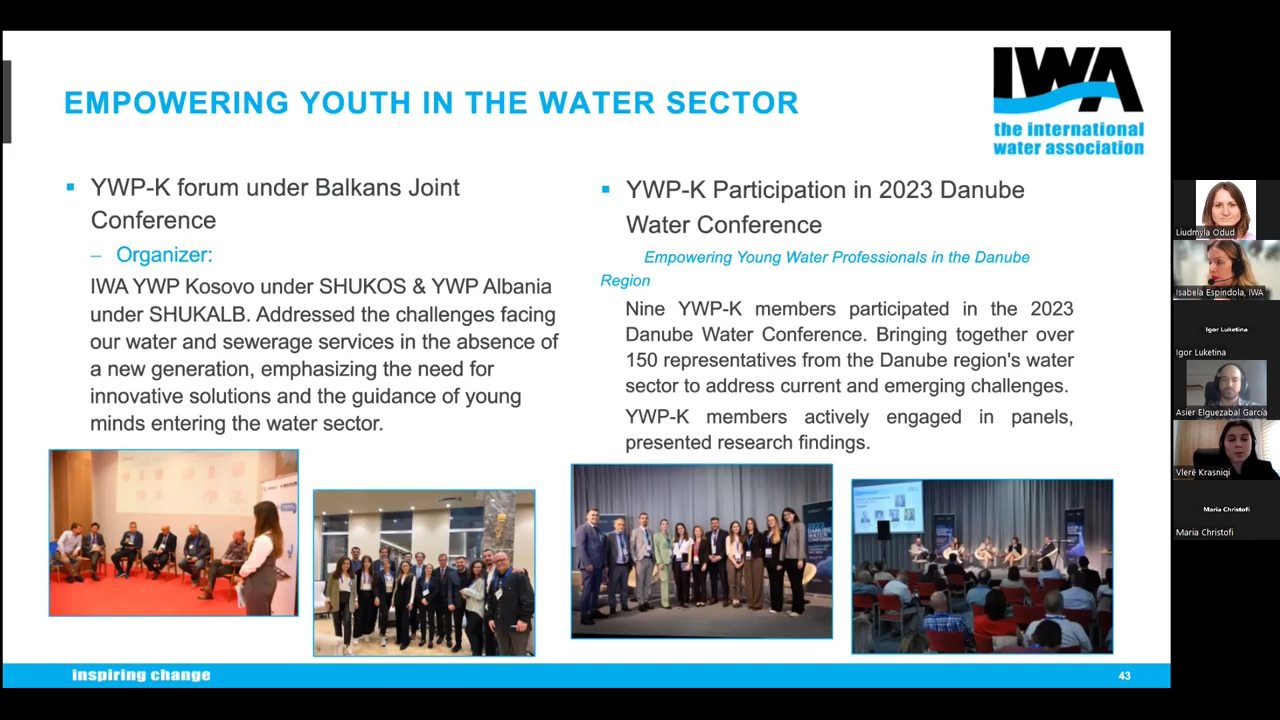 EMPOWERING YOUTH IN THE WATER SECTOR
IWA
the international
water association
YWP-K forum under Balkans Joint
Conference
– Organizer:
IWA YWP Kosovo under SHUKOS & YWP Albania
under SHUKALB. Addressed the challenges facing
our water and sewerage services in the absence of
a new generation, emphasizing the need for
innovative solutions and the guidance of young
minds entering the water sector.
YWP-K Participation in 2023 Danube
Water Conference
Empowering Young Water Professionals in the Danube
Region
Nine YWP-K members participated in the 2023
Danube Water Conference. Bringing together over
150 representatives from the Danube region's water
sector to address current and emerging challenges.
YWP-K members actively engaged in panels,
presented research findings.
2023
DANUBE
WATER
inspiring change
43
Liudmyla Odud
Isabela Espindola, IWA
Igor Luketina
Igor Luketina
Asier Elguezabal Garcia
Vlerë Krasniqi
Maria Christofi
Maria Christofi